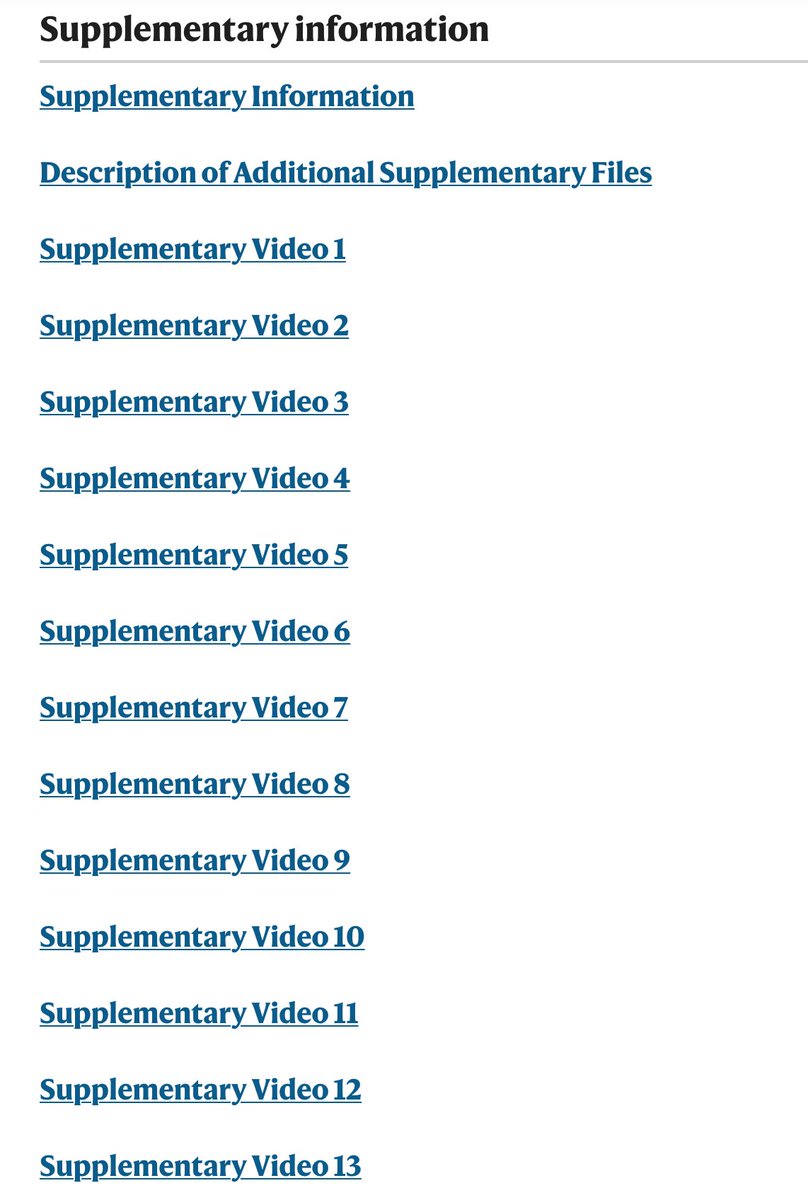 Supplementary information
Supplementary Information
Description of Additional Supplementary Files
Supplementary Video 1
Supplementary Video 2
Supplementary Video 3
Supplementary Video 4
Supplementary Video 5
Supplementary Video 6
Supplementary Video 7
Supplementary Video 8
Supplementary Video 9
Supplementary Video 10
Supplementary Video 11
Supplementary Video 12
Supplementary Video 13